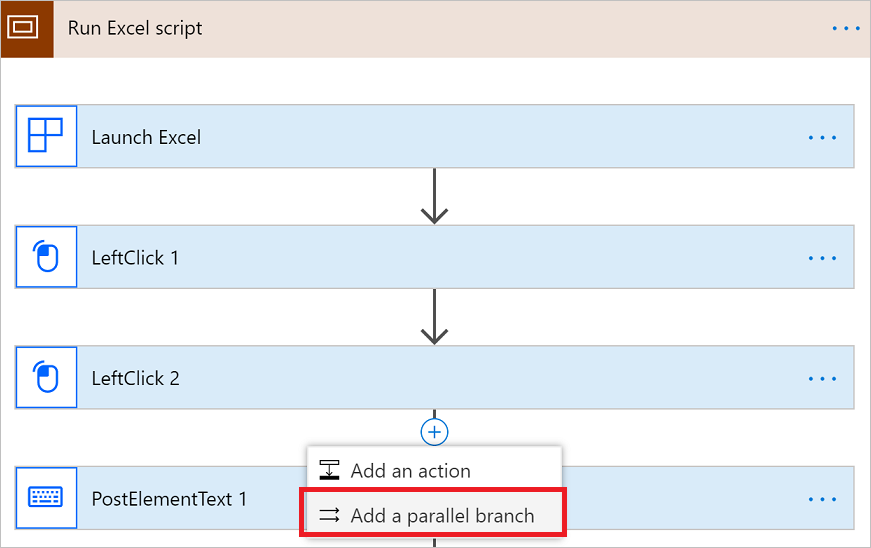 Run Excel script
Launch Excel
LeftClick 1
LeftClick 2
Add an action
PostElementText 1
Add a parallel branch